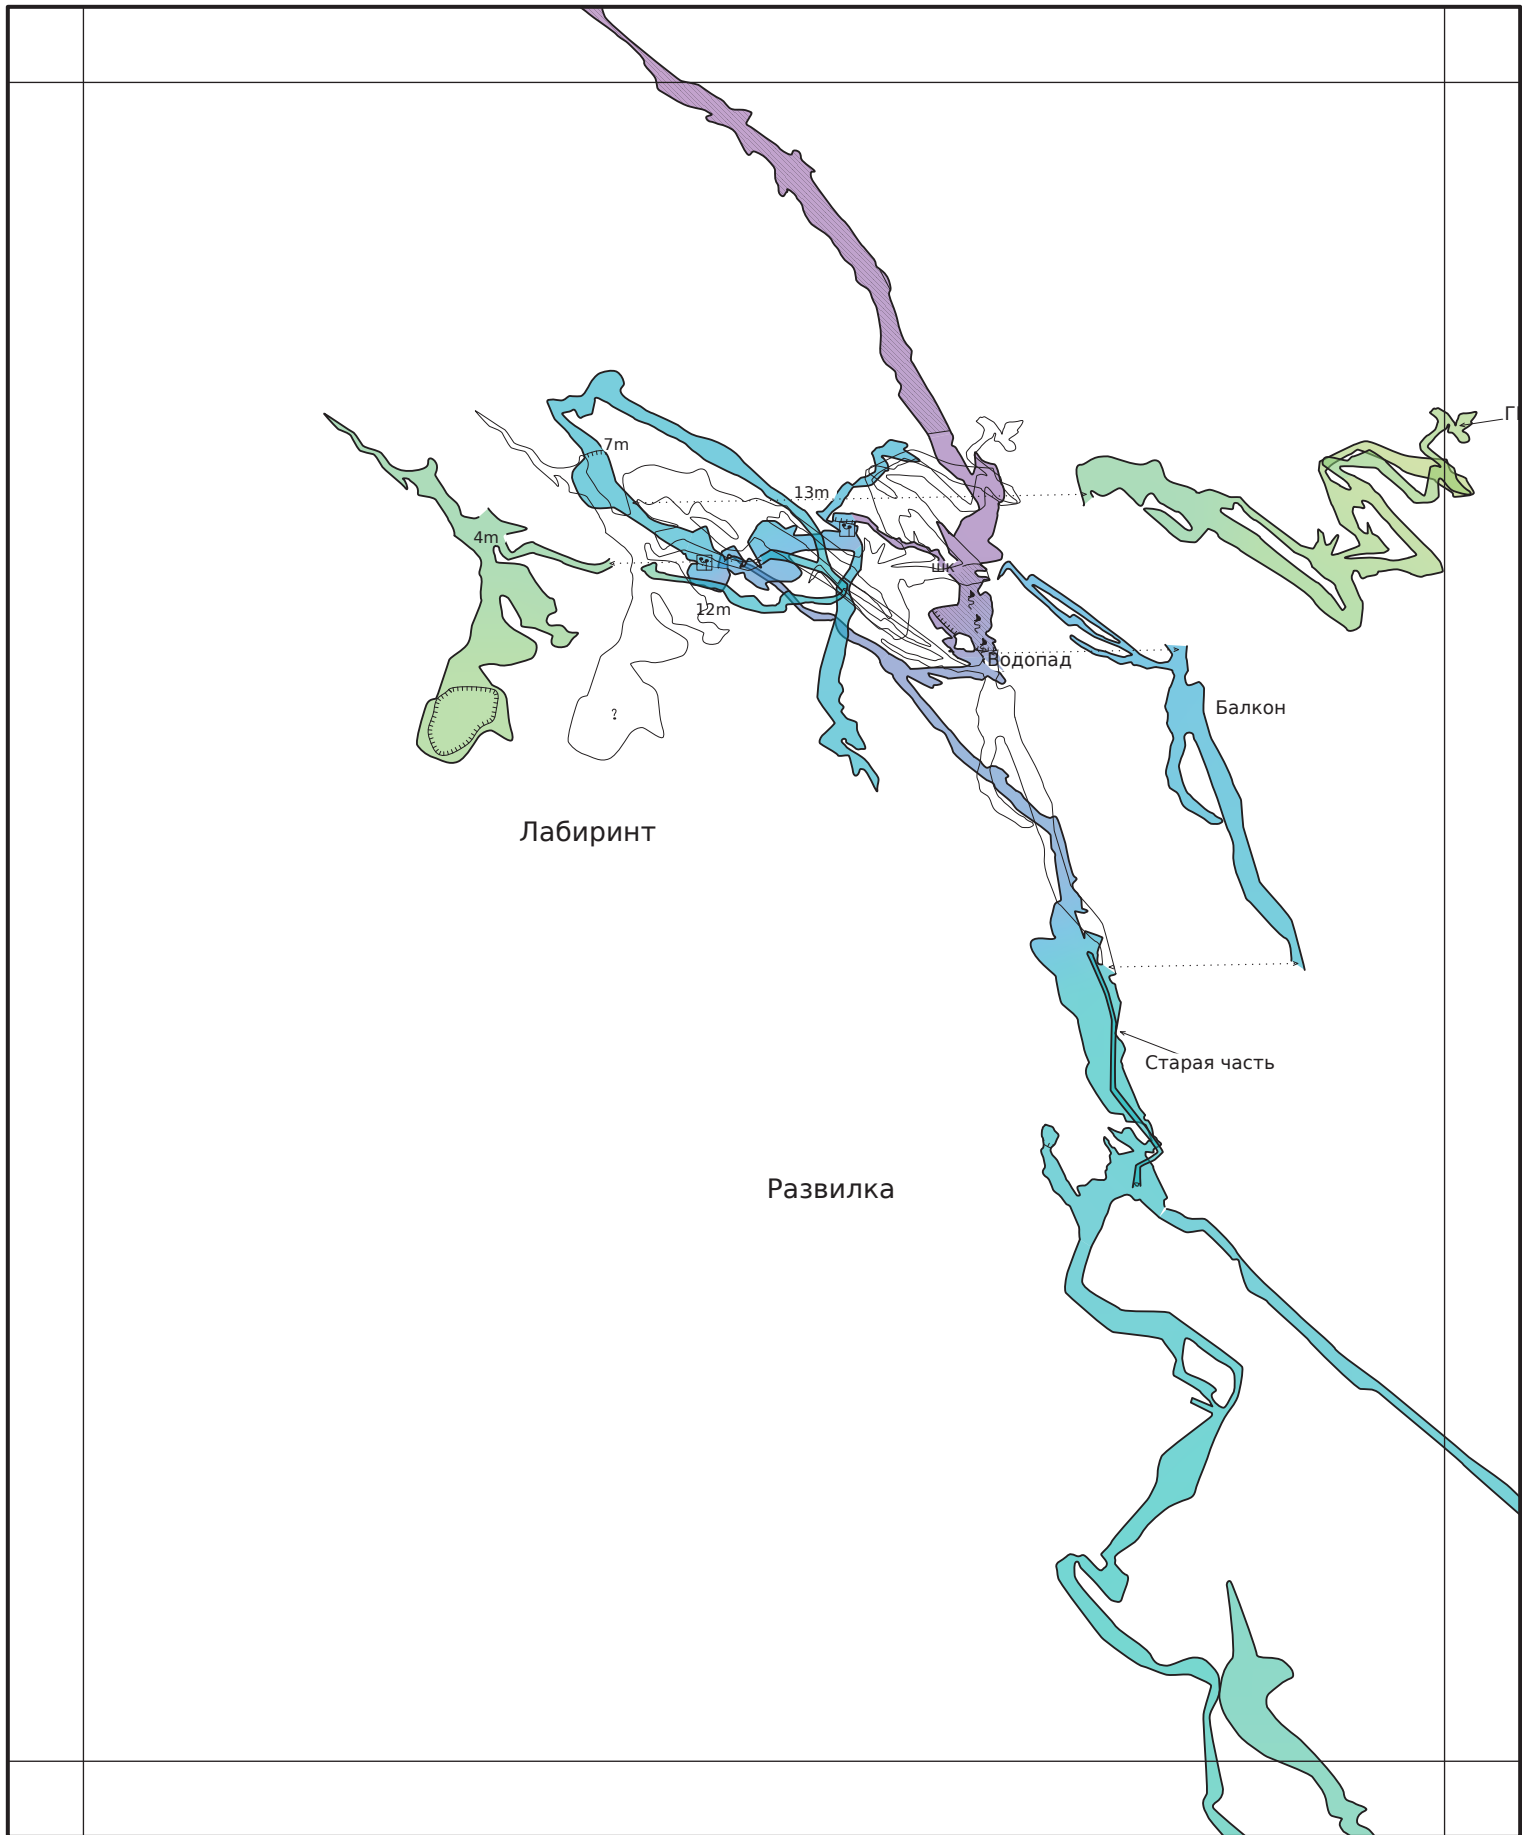 7m
13m
4m
шк
12m
Водопад
?
Балкон
Лабиринт
Старая часть
Развилка